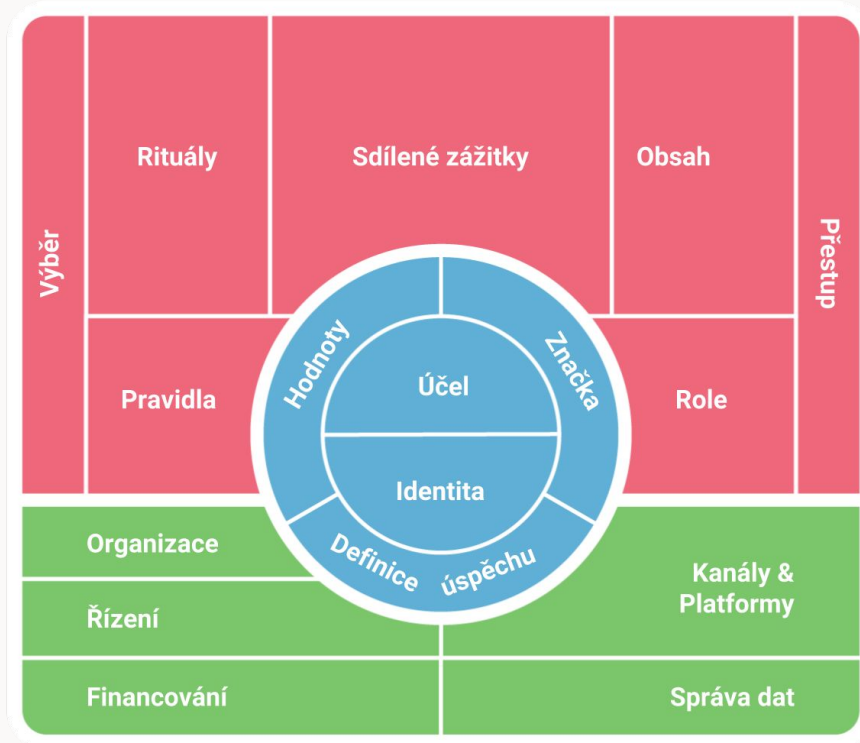 Výběr
Rituály
Sdílené zážitky
Obsah
Přestup
Pravidla
Hodnoty
Účel
Značka
Role
Identita
Definice úspěchu
Organizace
Řízení
Kanály &
Platformy
Financování
Správa dat